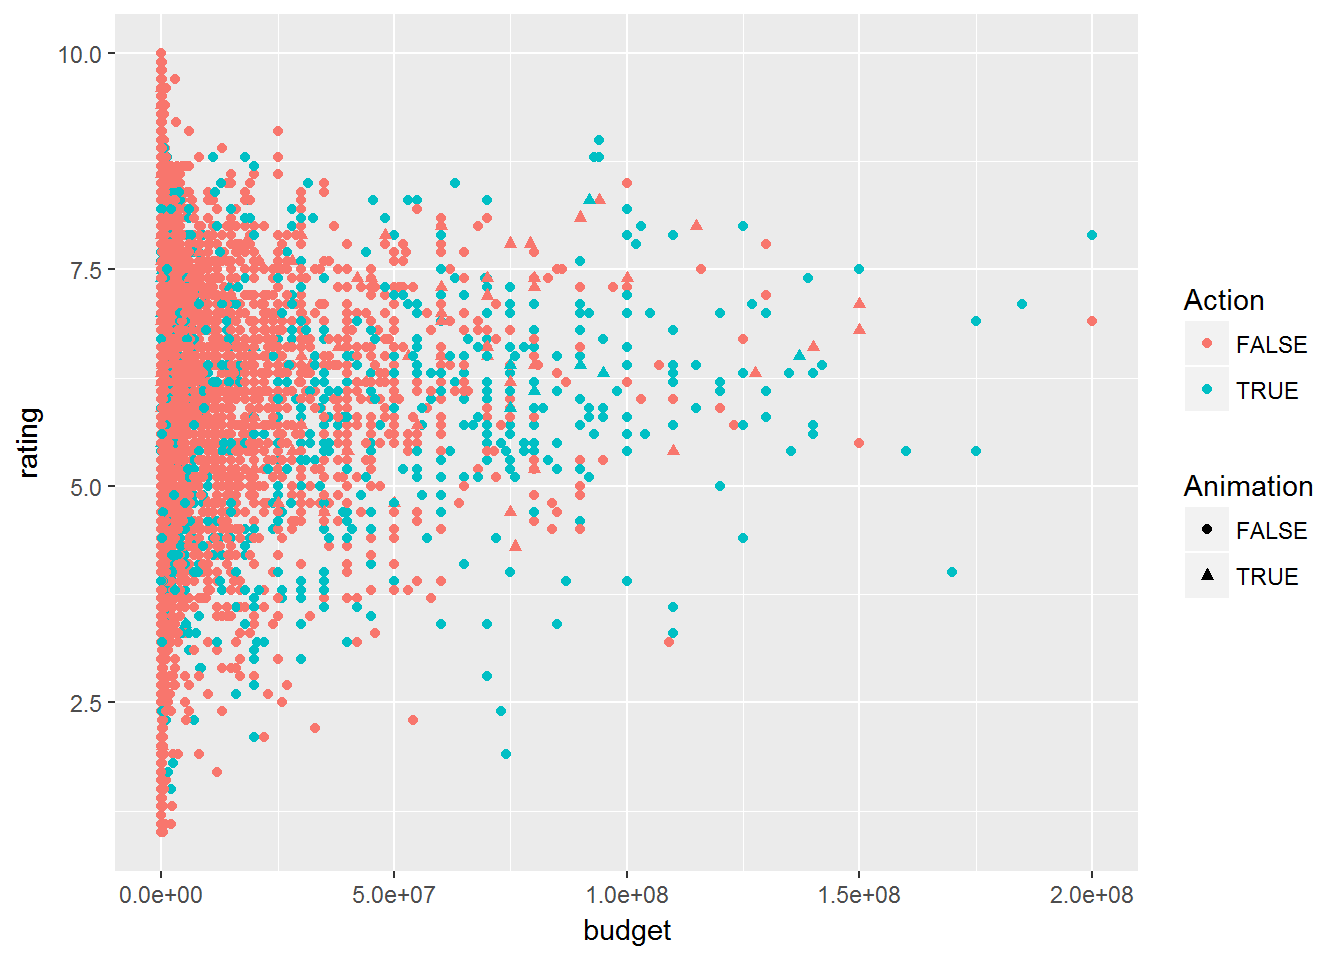 10.0
7.5
5.0
2.5
rating
0.0e+00
5.0e+07
1.0e+08
1.5e+08
2.0e+08
budget
Action
FALSE
TRUE
Animation
FALSE
TRUE